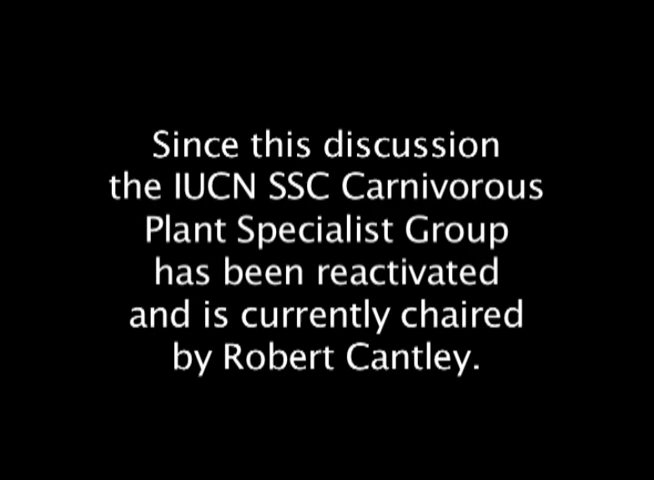 Since this discussion
the IUCN SSC Carnivorous
Plant Specialist Group
has been reactivated
and is currently chaired
by Robert Cantley.